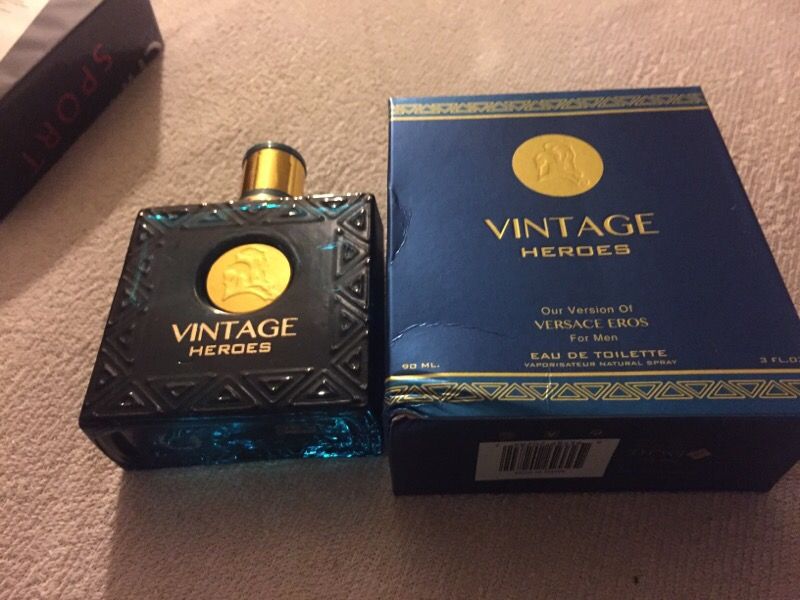 SPORT
VINTAGE
HEROES
VINTAGE
HEROES
Our Version Of
VERSACE EROS
For Men
EAU DE TOILETTE
VAPORISATEUR NATURAL SPRAY
90 ML.
3 FL.OZ